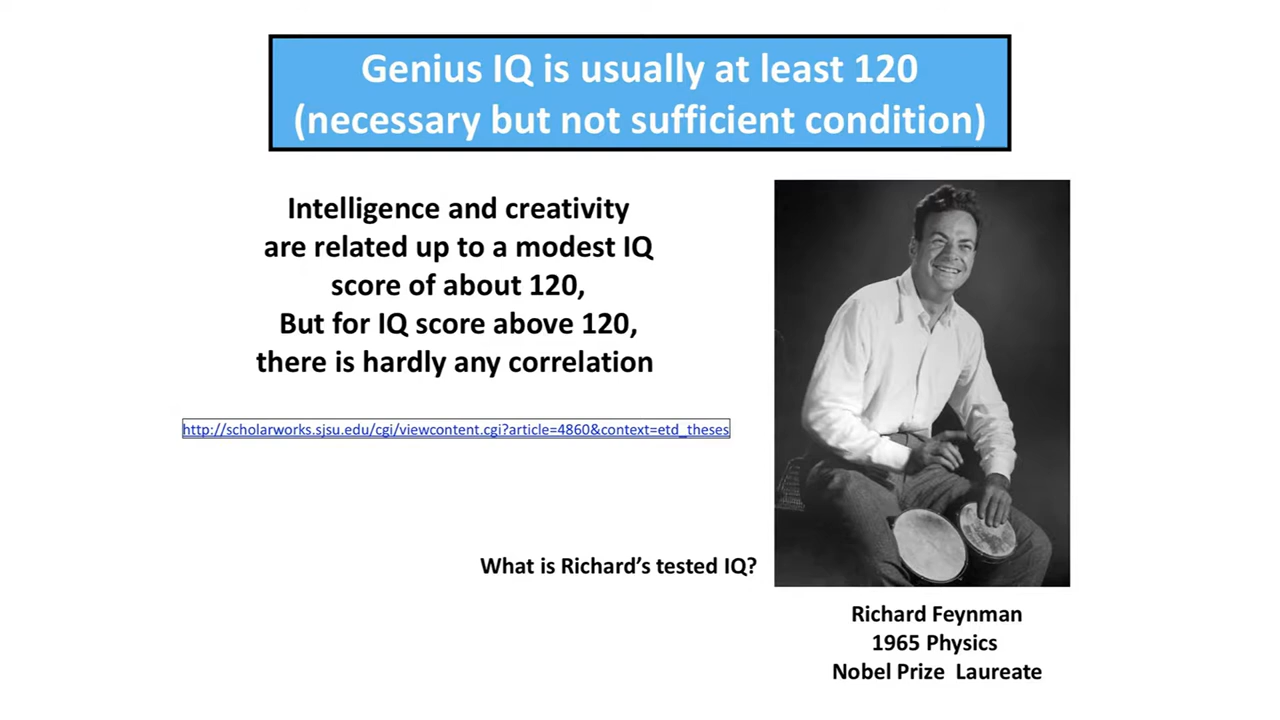 Genius IQ is usually at least 120
(necessary but not sufficient condition)
Intelligence and creativity
are related up to a modest IQ
score of about 120,
But for IQ score above 120,
there is hardly any correlation
http://scholarworks.sjsu.edu/cgi/viewcontent.cgi?article=4860&context=etd_theses
What is Richard’s tested IQ?
Richard Feynman
1965 Physics
Nobel Prize Laureate